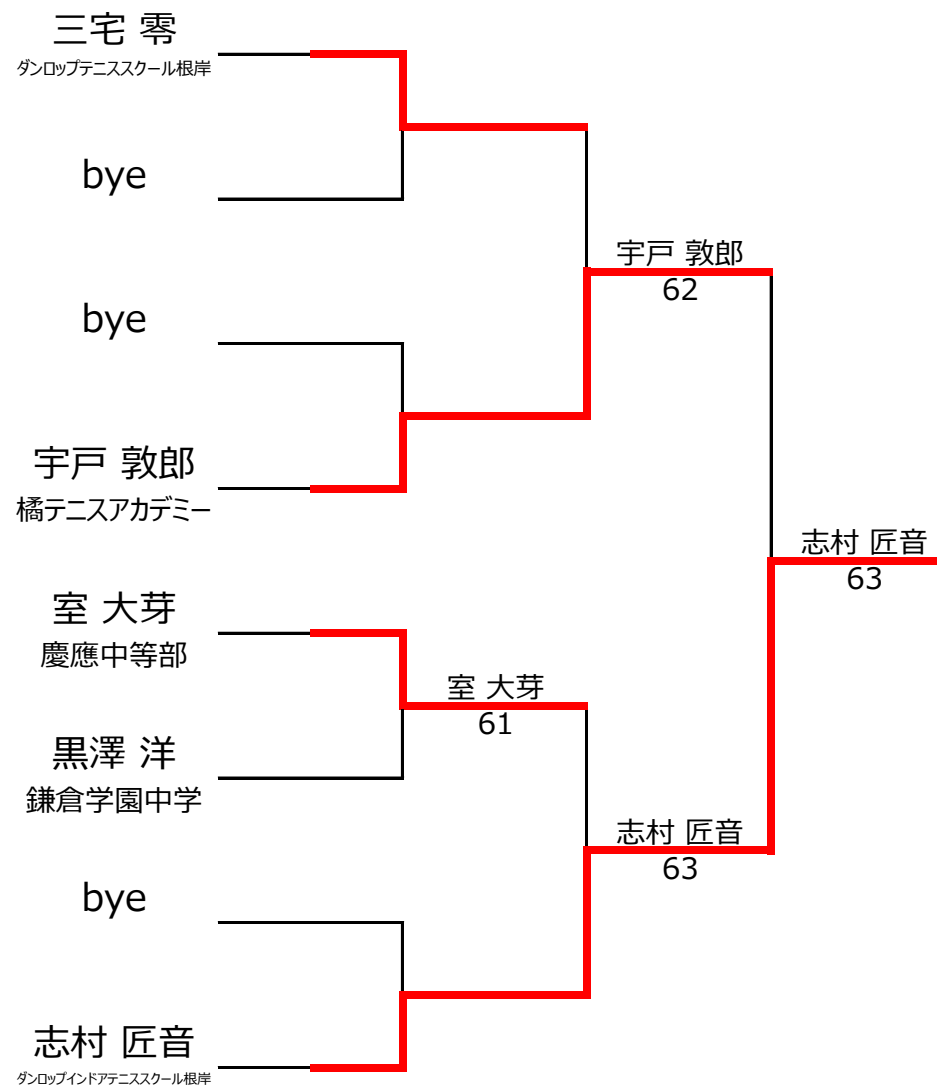 三宅 零
ダンロップテニススクール根岸
bye
bye
宇戸 敦郎
橘テニスアカデミー
室 大芽
慶應中等部
黒澤 洋
鎌倉学園中学
bye
志村 匠音
ダンロップインドアテニススクール根岸
室 大芽
61
宇戸 敦郎
62
志村 匠音
63
志村 匠音
63